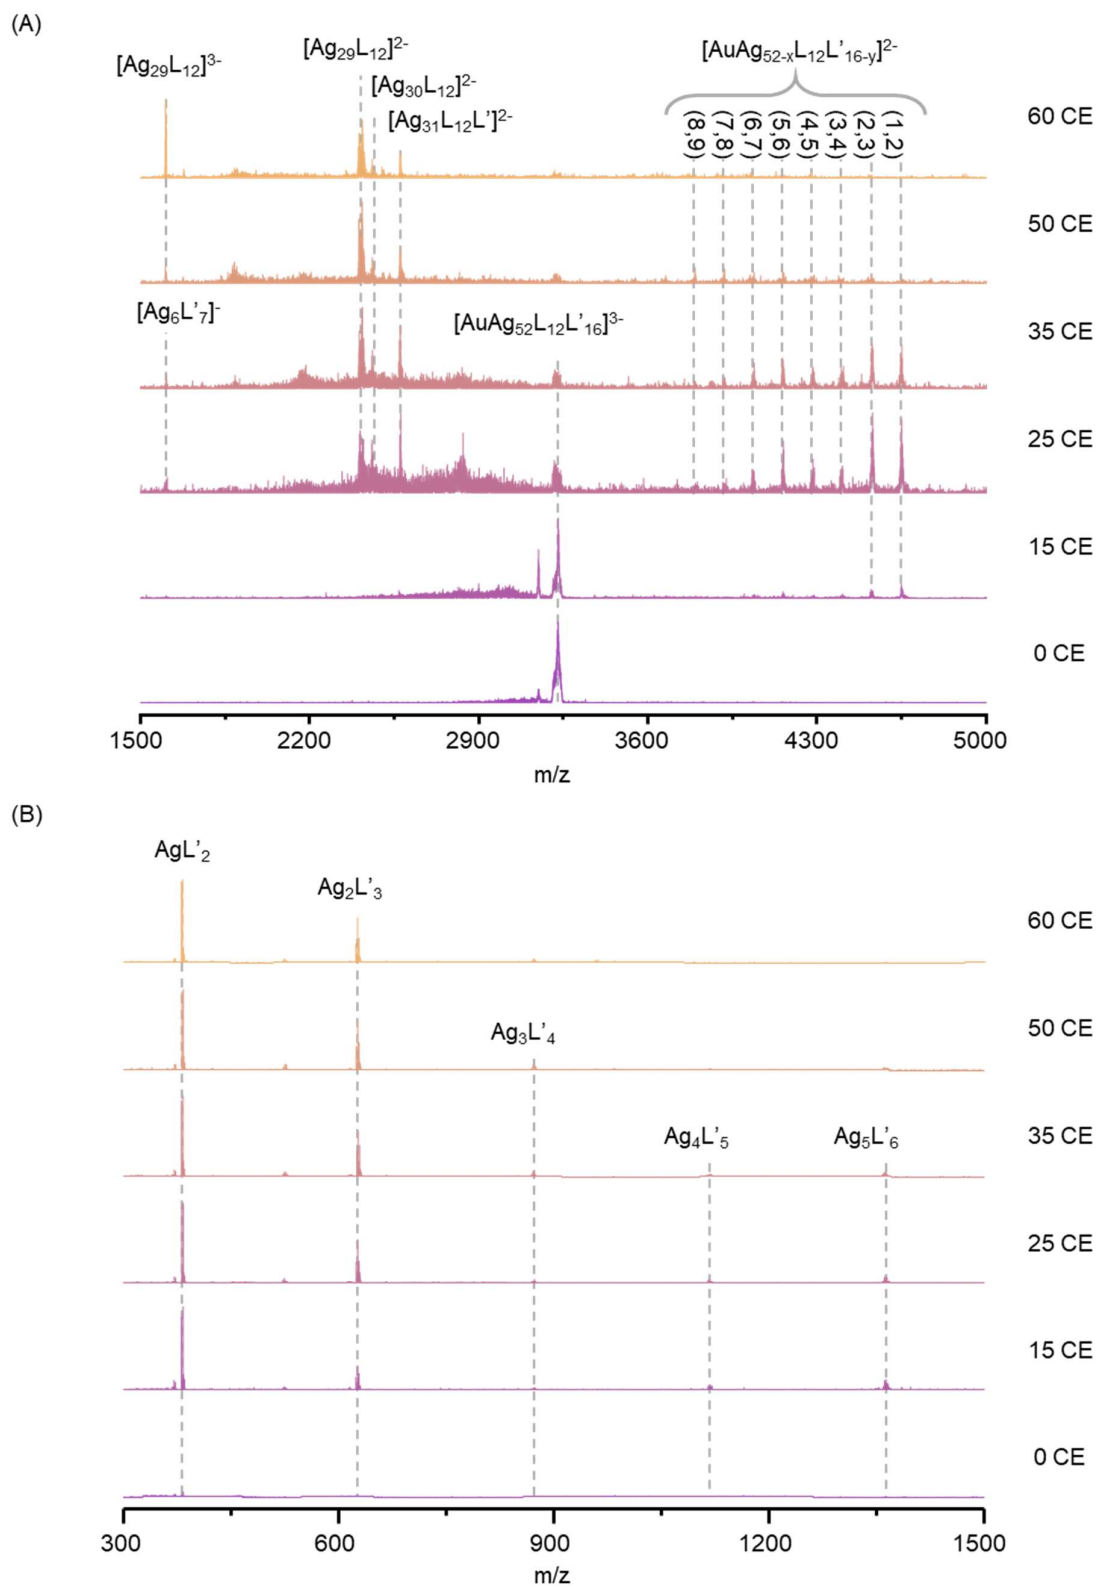 (A)
[Ag₂₉L₁₂]³⁻
[Ag₂₉L₁₂]²⁻
[Ag₃₀L₁₂]²⁻
[Ag₃₁L₁₂L']²⁻
[AuAg₅₂₋ₓL₁₂L'₁₆₋ᵧ]²⁻
(8,9)
(7,8)
(6,7)
(5,6)
(4,5)
(3,4)
(2,3)
(1,2)
60 CE
50 CE
[Ag₆L'₇]⁻
[AuAg₅₂L₁₂L'₁₆]³⁻
35 CE
25 CE
15 CE
0 CE
1500 2200 2900 3600 4300 5000
m/z
(B)
AgL'₂
Ag₂L'₃
60 CE
Ag₃L'₄
50 CE
Ag₄L'₅
Ag₅L'₆
35 CE
25 CE
15 CE
0 CE
300 600 900 1200 1500
m/z